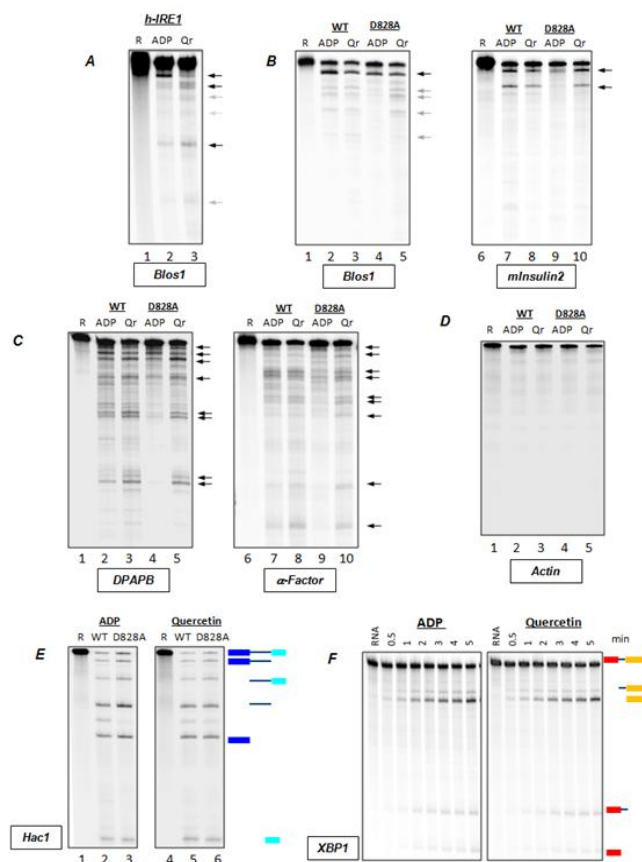 h-IRE1
A
R ADP Qr
1 2 3
Blos1
B
WT D828A
R ADP Qr ADP Qr
1 2 3 4 5
Blos1
WT D828A
R ADP Qr ADP Qr
6 7 8 9 10
mInsulin2
C
WT D828A
R ADP Qr ADP Qr
1 2 3 4 5
DPAPB
WT D828A
R ADP Qr ADP Qr
6 7 8 9 10
α-Factor
D
WT D828A
R ADP Qr ADP Qr
1 2 3 4 5
Actin
E
ADP
R WT D828A
1 2 3
Quercetin
R WT D828A
4 5 6
Hac1
F
ADP
RNA 0.5 1 2 3 4 5
Quercetin
RNA 0.5 1 2 3 4 5 min
XBP1